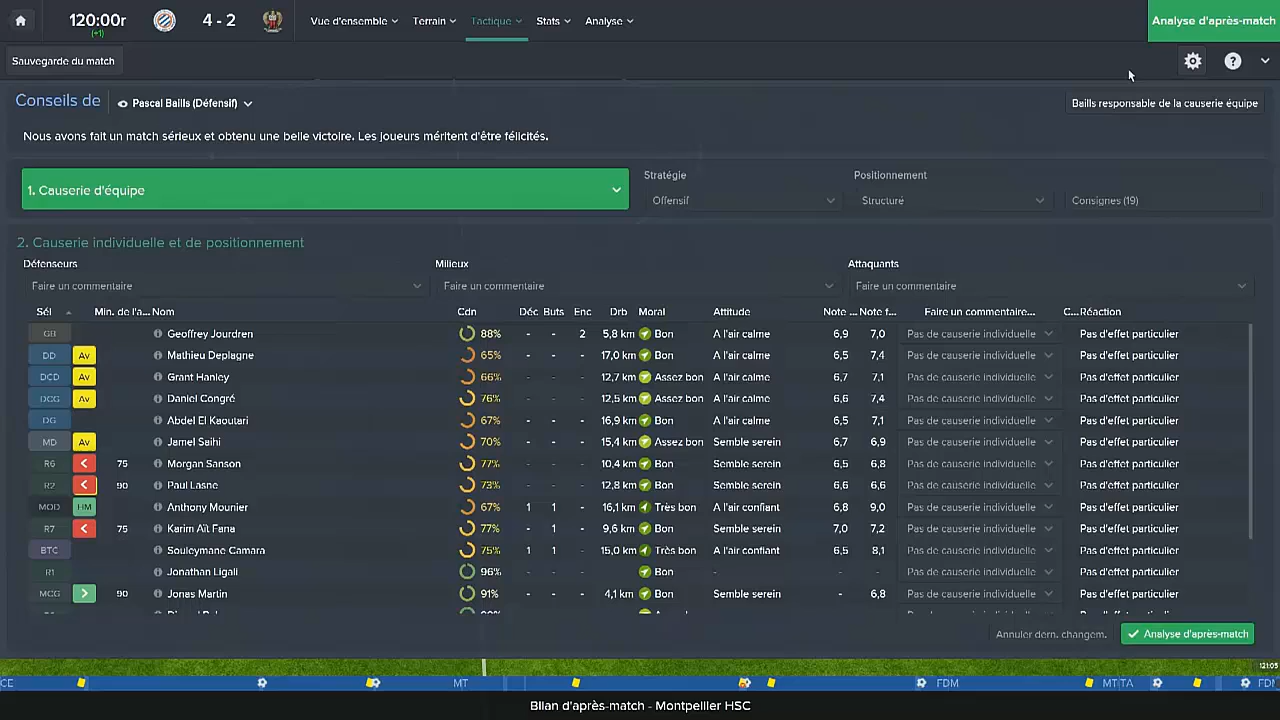 120:00r 4 - 2 Vue d'ensemble Terrain Tactique Stats Analyse Analyse d'après-match
(+1)
Sauvegarde du match
Conseils de Pascal Baills (Défensif) Baills responsable de la causerie équipe
Nous avons fait un match sérieux et obtenu une belle victoire. Les joueurs méritent d'être félicités.
Stratégie Positionnement
1. Causerie d'équipe Offensif Structuré Consignes (19)
2. Causerie individuelle et de positionnement
Défenseurs Milieux Attaquants
Faire un commentaire Faire un commentaire Faire un commentaire
Sél Min. de l'a... Nom Cdn Déc Buts Enc Drb Moral Attitude Note ... Note f... Faire un commentaire... C... Réaction
GB Geoffrey Jourdren 88% - - 2 5,8 km Bon A l'air calme 6,9 7,0 Pas de causerie individuelle Pas d'effet particulier
DD Av Mathieu Deplagne 65% - - - 17,0 km Bon A l'air calme 6,5 7,4 Pas de causerie individuelle Pas d'effet particulier
DCD Av Grant Hanley 66% - - - 12,7 km Assez bon A l'air calme 6,7 7,1 Pas de causerie individuelle Pas d'effet particulier
DCG Av Daniel Congré 76% - - - 12,5 km Assez bon A l'air calme 6,6 7,4 Pas de causerie individuelle Pas d'effet particulier
DG Abdel El Kaoutari 67% - - - 16,9 km Bon A l'air calme 6,5 7,1 Pas de causerie individuelle Pas d'effet particulier
MD Av Jamel Saihi 70% - - - 15,4 km Assez bon Semble serein 6,7 6,9 Pas de causerie individuelle Pas d'effet particulier
R6 75 Morgan Sanson 77% - - - 10,4 km Bon Semble serein 6,5 6,8 Pas de causerie individuelle Pas d'effet particulier
R2 90 Paul Lasne 73% - - - 12,8 km Bon Semble serein 6,6 6,6 Pas de causerie individuelle Pas d'effet particulier
MOD HM Anthony Mounier 67% 1 1 - 16,1 km Très bon A l'air confiant 6,8 9,0 Pas de causerie individuelle Pas d'effet particulier
R7 75 Karim Aït Fana 77% - 1 - 9,6 km Bon Semble serein 7,0 7,2 Pas de causerie individuelle Pas d'effet particulier
BTC Souleymane Camara 75% 1 1 - 15,0 km Très bon A l'air confiant 6,5 8,1 Pas de causerie individuelle Pas d'effet particulier
R1 Jonathan Ligali 96% Bon - - - Pas de causerie individuelle Pas d'effet particulier
MCG 90 Jonas Martin 91% - - - 4,1 km Bon Semble serein - 6,8 Pas de causerie individuelle Pas d'effet particulier
Annuler dern. changem. Analyse d'après-match
121:05
CE MT FDM MT TA FDM
Bilan d'après-match - Montpellier HSC